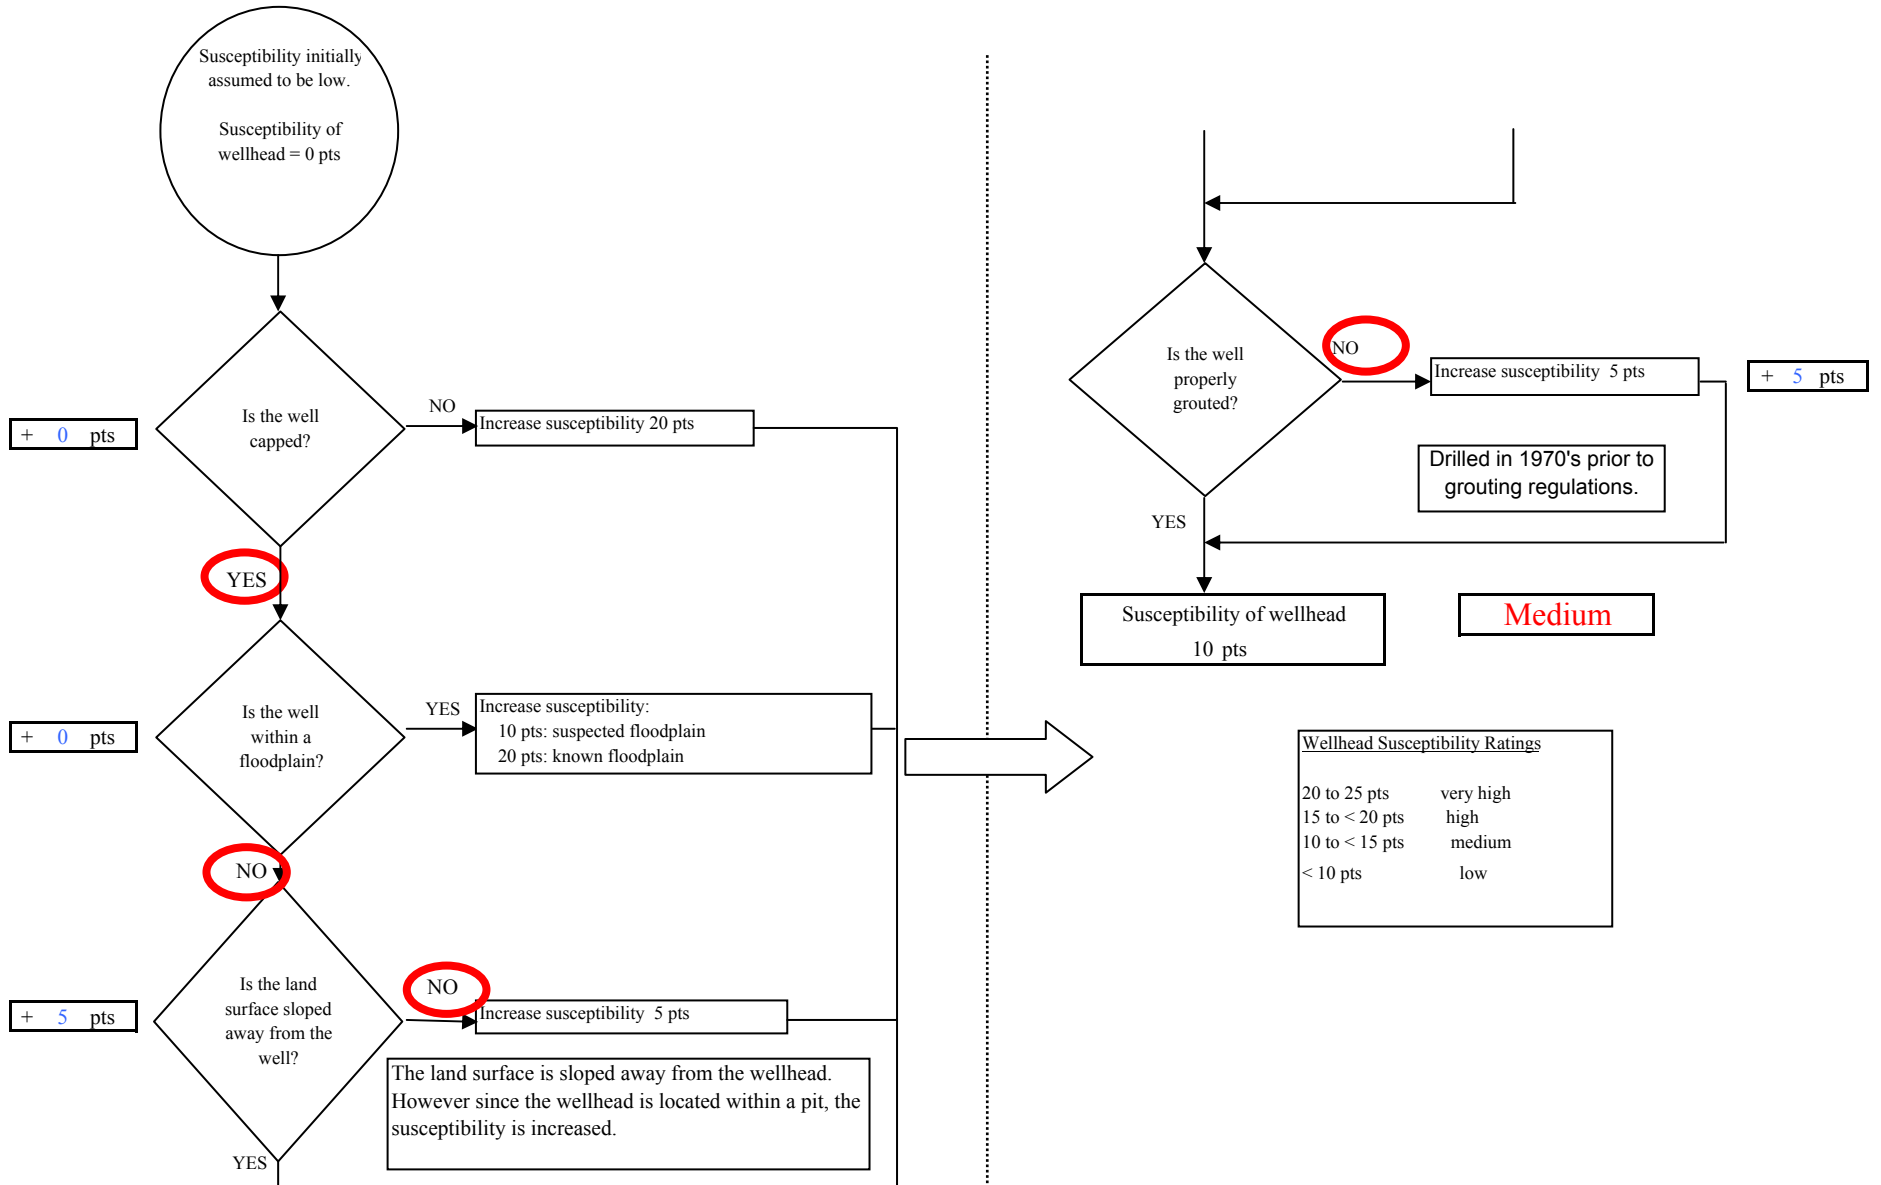 Susceptibility initially
assumed to be low.
Susceptibility of
wellhead = 0 pts
+ 0 pts
Is the well
capped?
NO
Increase susceptibility 20 pts
YES
+ 0 pts
Is the well
within a
floodplain?
YES
Increase susceptibility:
10 pts: suspected floodplain
20 pts: known floodplain
NO
+ 5 pts
Is the land
surface sloped
away from the
well?
NO
Increase susceptibility 5 pts
The land surface is sloped away from the wellhead.
However since the wellhead is located within a pit, the
susceptibility is increased.
YES
Is the well
properly
grouted?
NO
Increase susceptibility 5 pts
+ 5 pts
Drilled in 1970's prior to
grouting regulations.
YES
Susceptibility of wellhead
10 pts
Medium
Wellhead Susceptibility Ratings
20 to 25 pts very high
15 to < 20 pts high
10 to < 15 pts medium
< 10 pts low